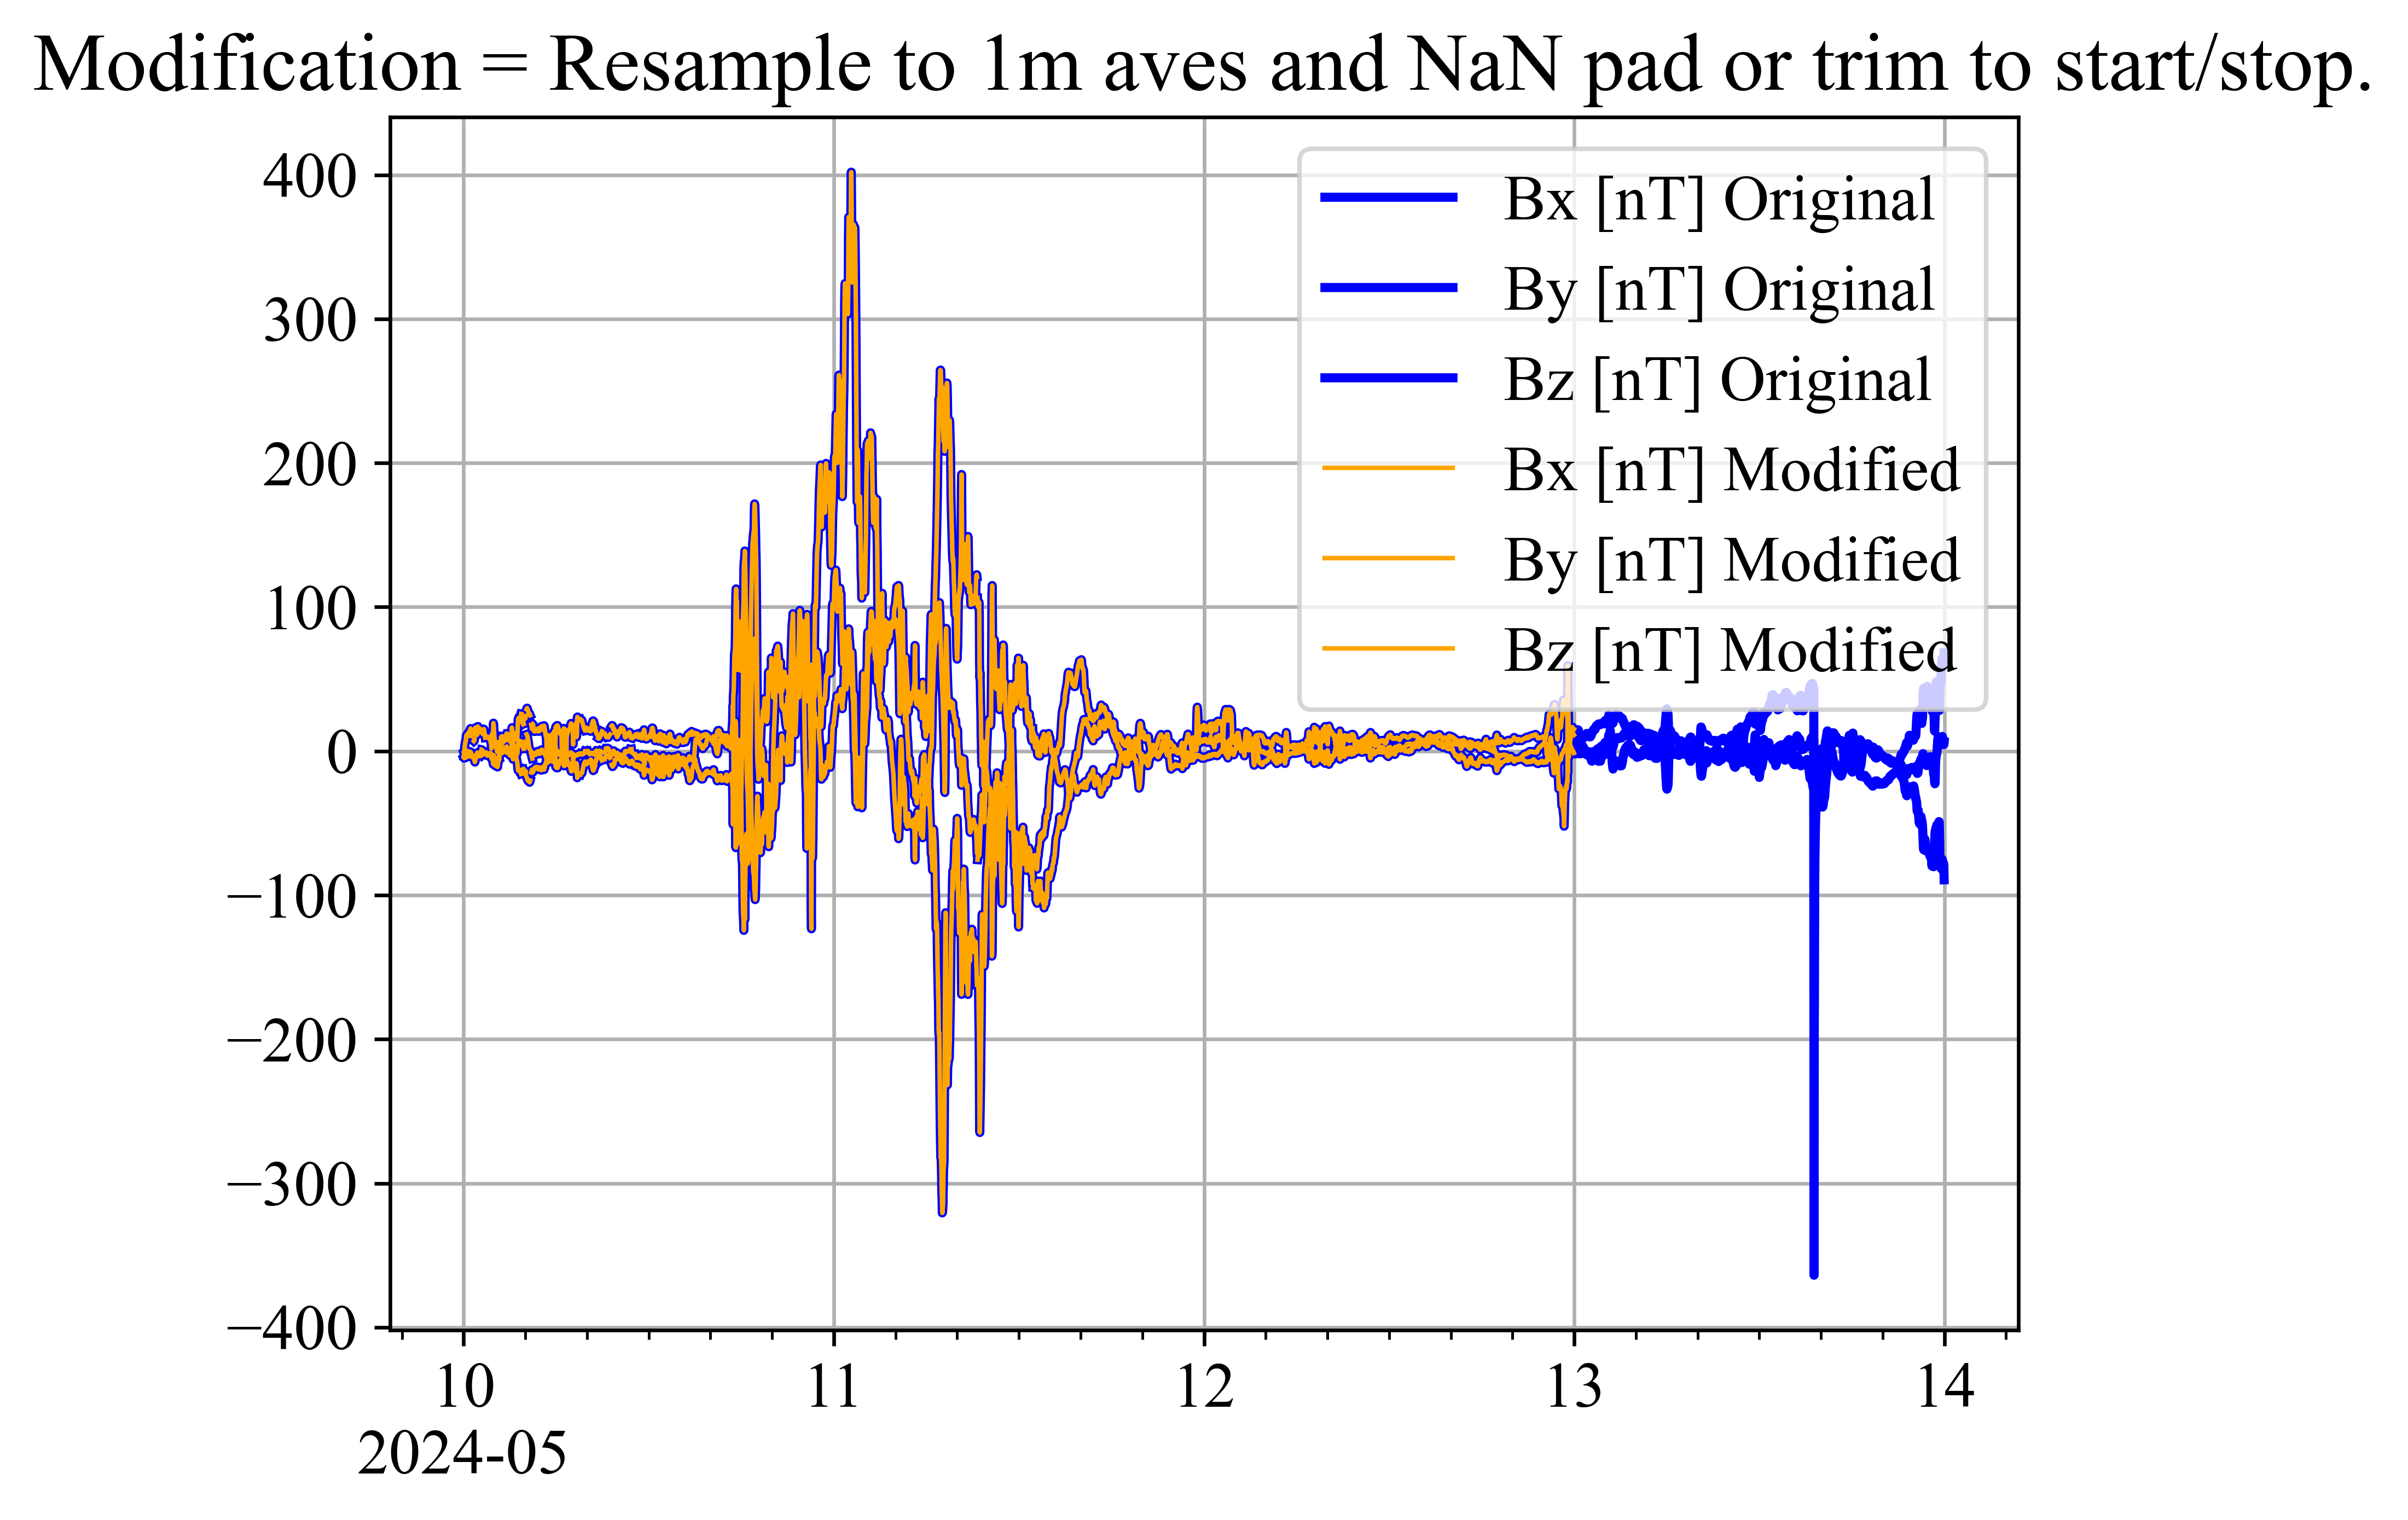 Modification = Resample to 1m aves and NaN pad or trim to start/stop.
400
300
200
100
0
−100
−200
−300
−400
Bx [nT] Original
By [nT] Original
Bz [nT] Original
Bx [nT] Modified
By [nT] Modified
Bz [nT] Modified
10 11 12 13 14
2024-05